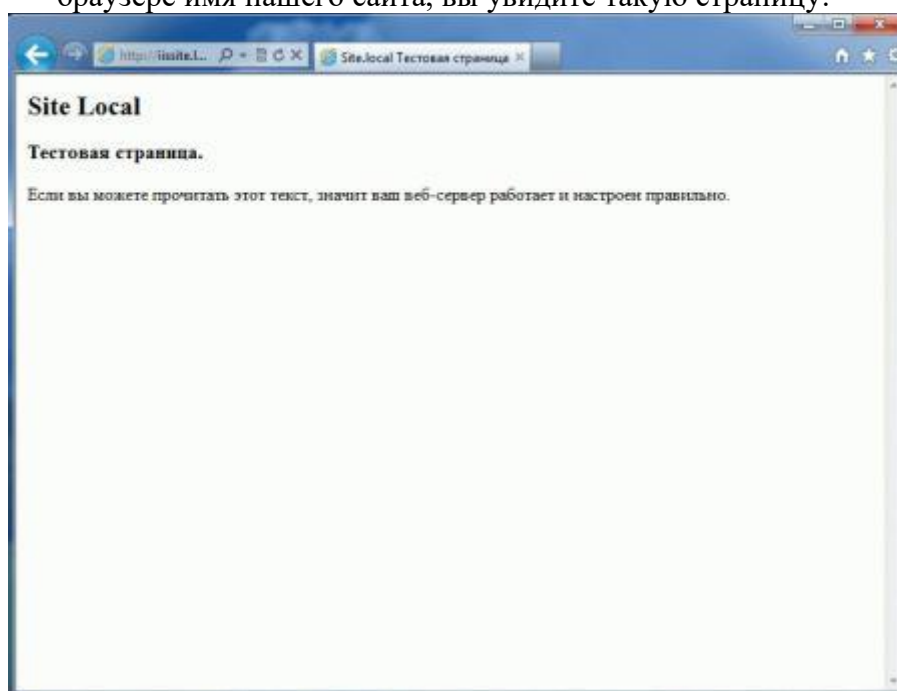 браузере имя нашего сайта, вы увидите такую страницу:
Site.local Тестовая страница
Site Local
Тестовая страница.
Если вы можете прочитать этот текст, значит ваш веб-сервер работает и настроен правильно.